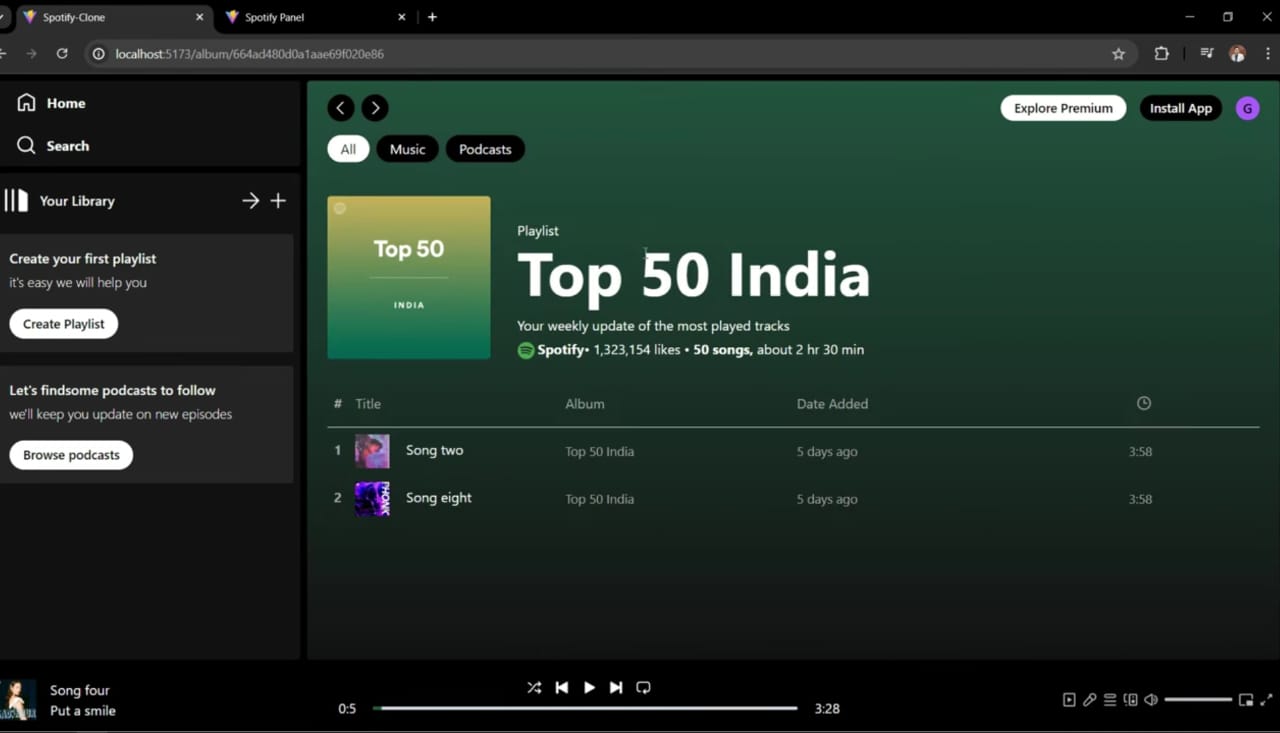 Spotify-Clone
Spotify Panel
localhost:5173/album/664ad480d0a1aae69f020e86
Home
Search
Your Library
Create your first playlist
it's easy we will help you
Create Playlist
Let's findsome podcasts to follow
we'll keep you update on new episodes
Browse podcasts
Explore Premium
Install App
G
All
Music
Podcasts
Top 50
INDIA
Playlist
Top 50 India
Your weekly update of the most played tracks
Spotify• 1,323,154 likes • 50 songs, about 2 hr 30 min
# Title Album Date Added
1 Song two Top 50 India 5 days ago 3:58
PHONK
2 Song eight Top 50 India 5 days ago 3:58
Song four
Put a smile
0:5
3:28